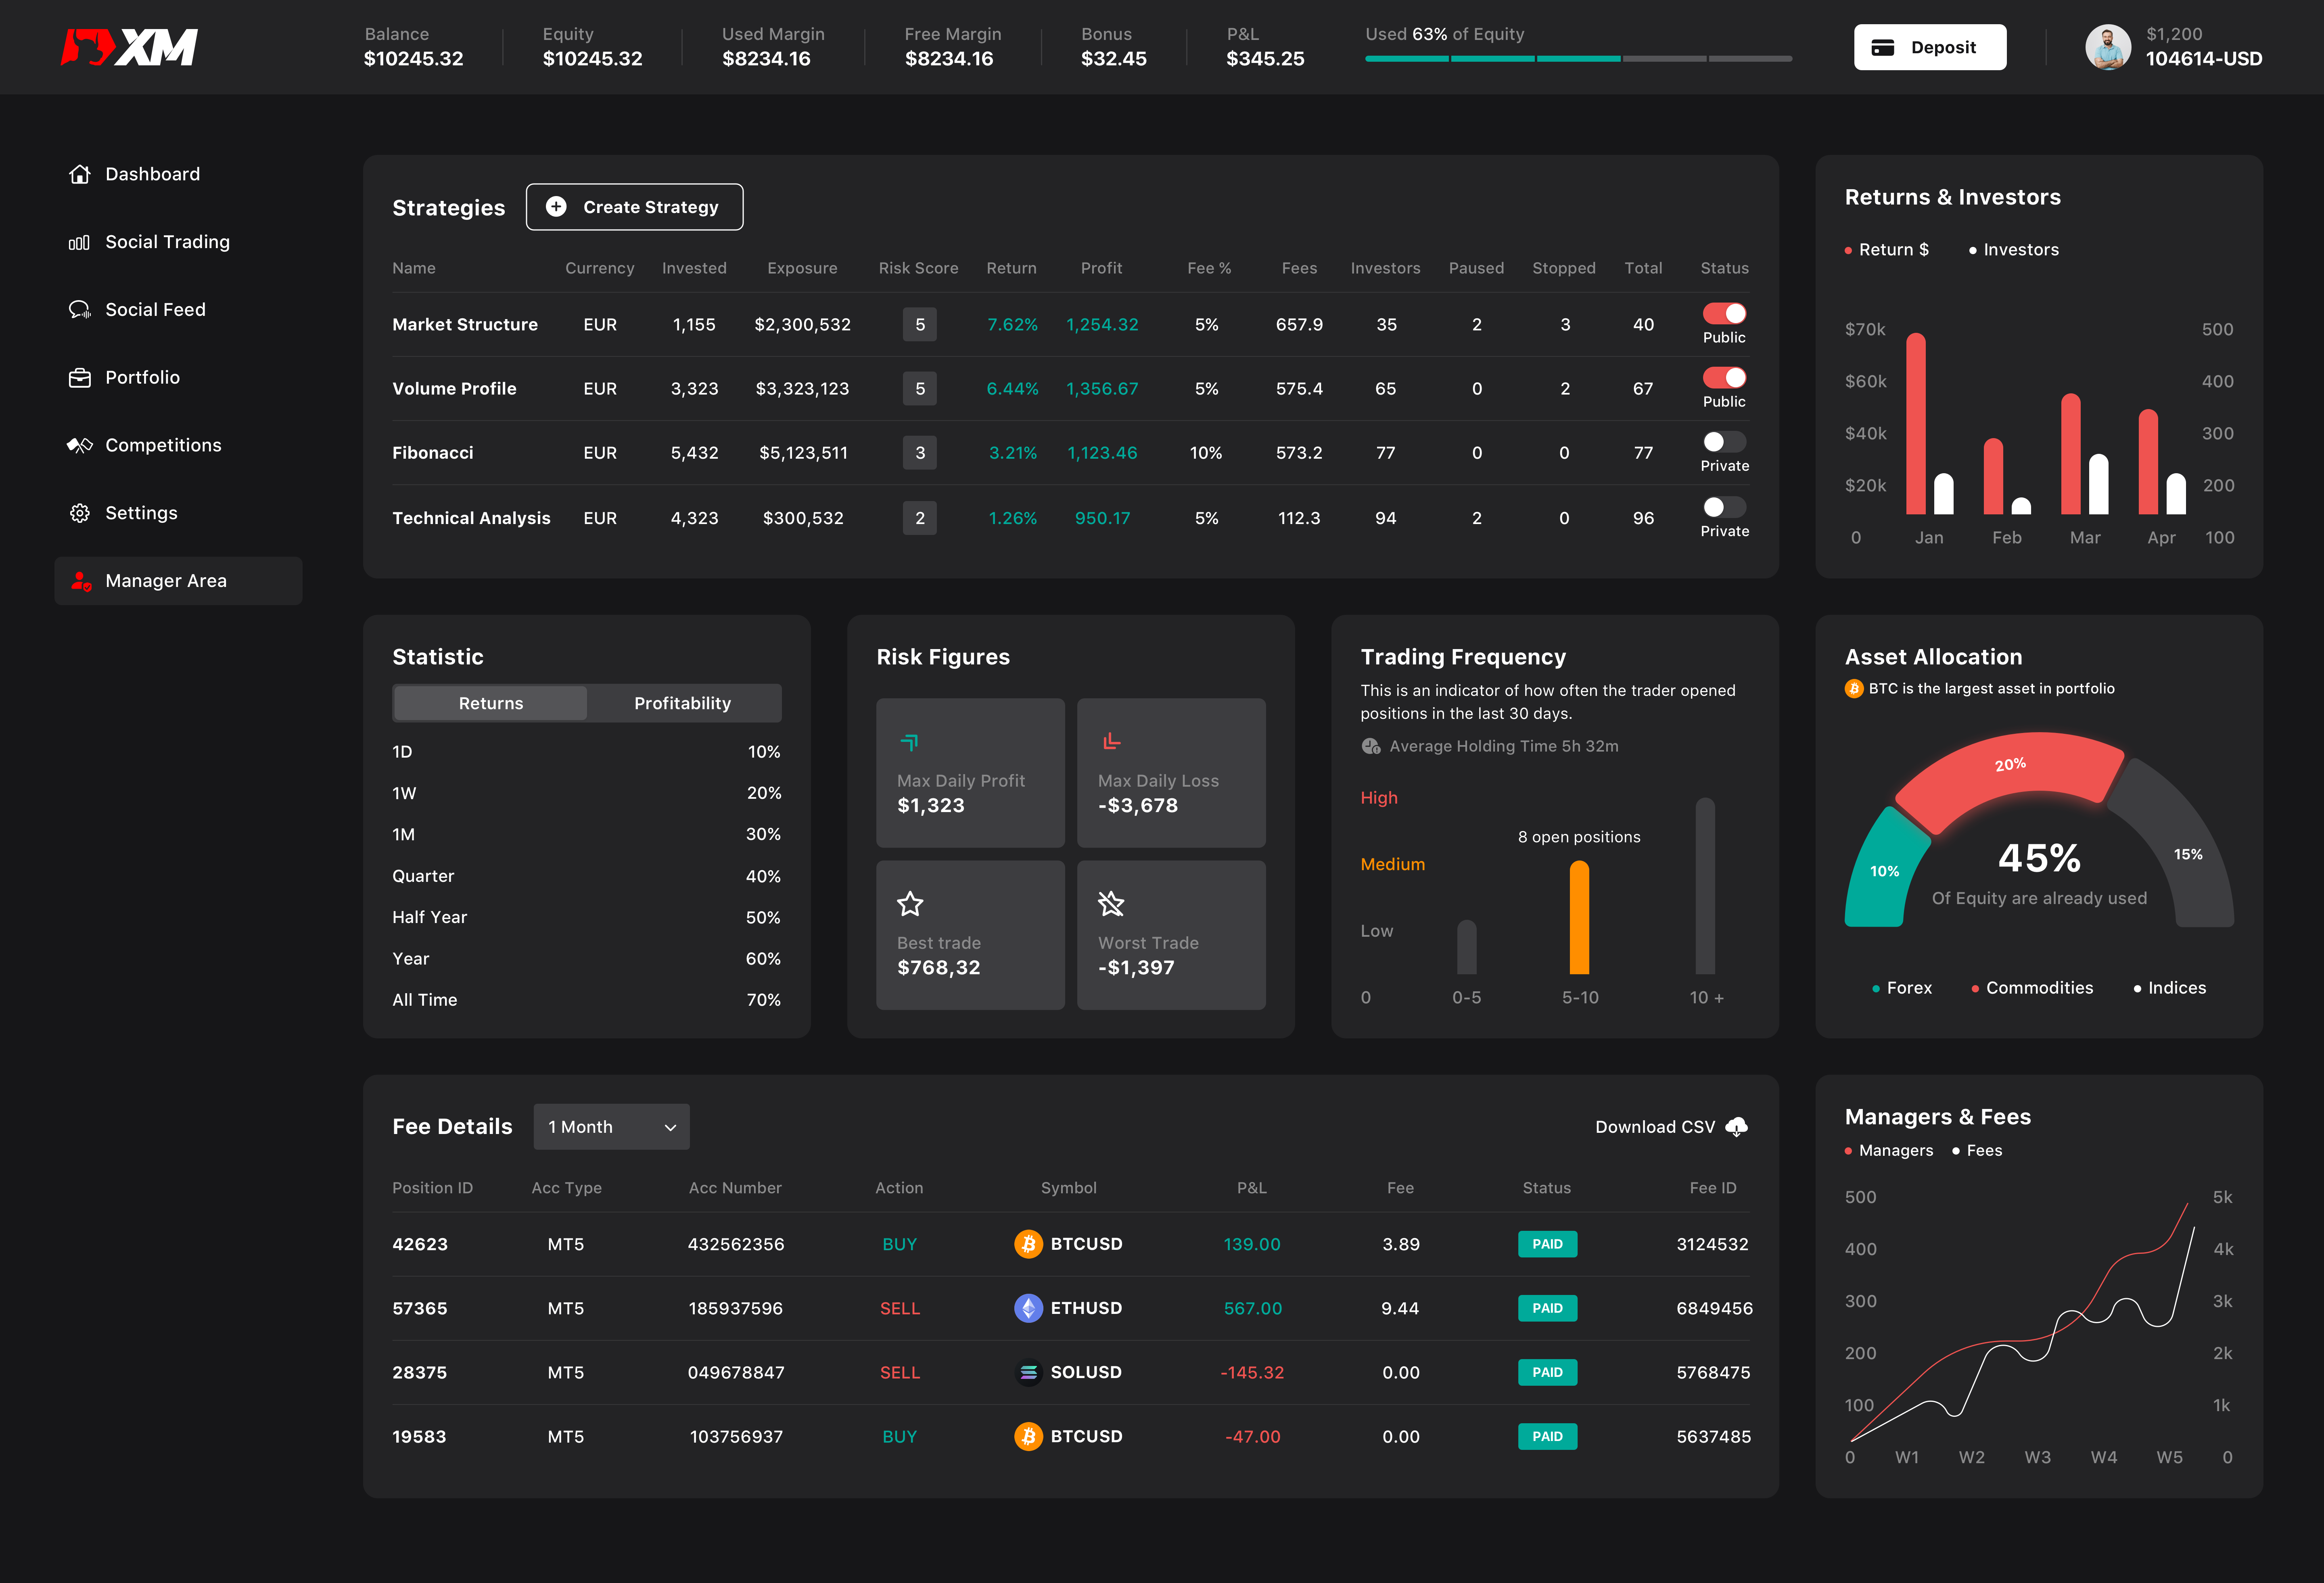 XM
Balance
$10245.32
Equity
$10245.32
Used Margin
$8234.16
Free Margin
$8234.16
Bonus
$32.45
P&L
$345.25
Used 63% of Equity
Deposit
$1,200
104614-USD
Dashboard
Social Trading
Social Feed
Portfolio
Competitions
Settings
Manager Area
Strategies
Create Strategy
Name Currency Invested Exposure Risk Score Return Profit Fee % Fees Investors Paused Stopped Total Status
Market Structure EUR 1,155 $2,300,532 5 7.62% 1,254.32 5% 657.9 35 2 3 40 Public
Volume Profile EUR 3,323 $3,323,123 5 6.44% 1,356.67 5% 575.4 65 0 2 67 Public
Fibonacci EUR 5,432 $5,123,511 3 3.21% 1,123.46 10% 573.2 77 0 0 77 Private
Technical Analysis EUR 4,323 $300,532 2 1.26% 950.17 5% 112.3 94 2 0 96 Private
Returns & Investors
Return $ Investors
$70k 500
$60k 400
$40k 300
$20k 200
0 Jan Feb Mar Apr 100
Statistic
Returns Profitability
1D 10%
1W 20%
1M 30%
Quarter 40%
Half Year 50%
Year 60%
All Time 70%
Risk Figures
Max Daily Profit
$1,323
Max Daily Loss
-$3,678
Best trade
$768,32
Worst Trade
-$1,397
Trading Frequency
This is an indicator of how often the trader opened
positions in the last 30 days.
Average Holding Time 5h 32m
High
8 open positions
Medium
Low
0 0-5 5-10 10 +
Asset Allocation
BTC is the largest asset in portfolio
20%
15%
10%
45%
Of Equity are already used
Forex Commodities Indices
Fee Details
1 Month
Download CSV
Position ID Acc Type Acc Number Action Symbol P&L Fee Status Fee ID
42623 MT5 432562356 BUY BTCUSD 139.00 3.89 PAID 3124532
57365 MT5 185937596 SELL ETHUSD 567.00 9.44 PAID 6849456
28375 MT5 049678847 SELL SOLUSD -145.32 0.00 PAID 5768475
19583 MT5 103756937 BUY BTCUSD -47.00 0.00 PAID 5637485
Managers & Fees
Managers Fees
500 5k
400 4k
300 3k
200 2k
100 1k
0 W1 W2 W3 W4 W5 0